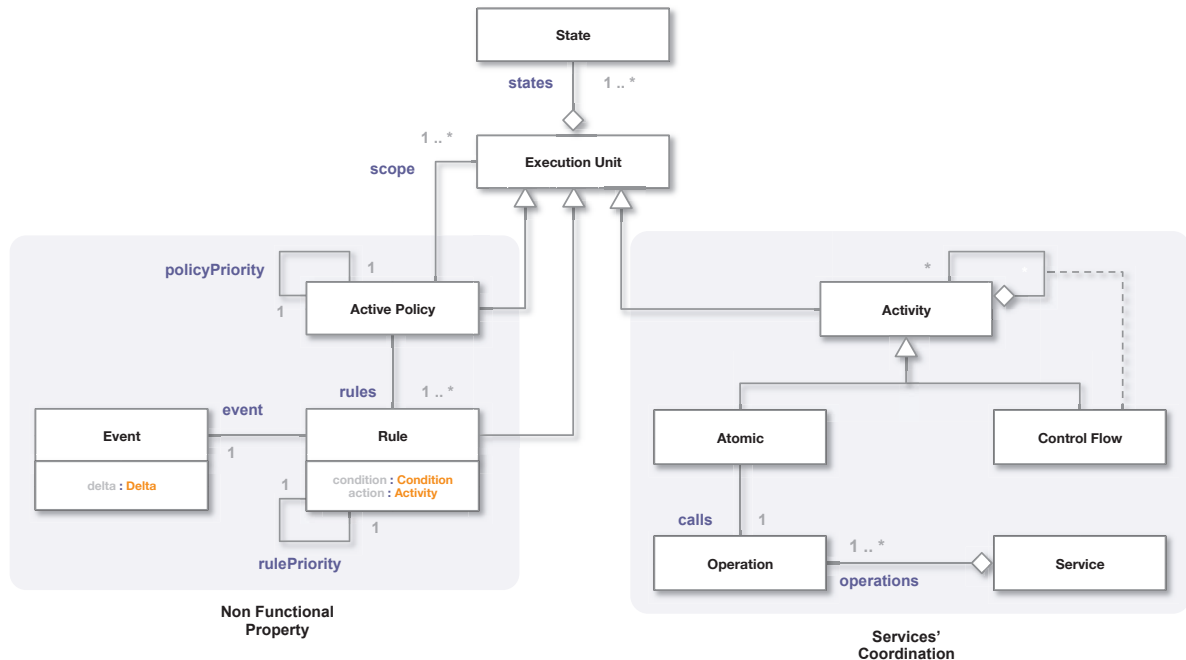 State
states
1 .. *
1 .. *
Execution Unit
scope
policyPriority
1
1
Active Policy
*
Activity
rules
1 .. *
event
1
Event
delta : Delta
Rule
condition : Condition
action : Activity
1
1
rulePriority
Atomic
Control Flow
calls
1
Operation
1 .. *
operations
Service
Non Functional
Property
Services'
Coordination